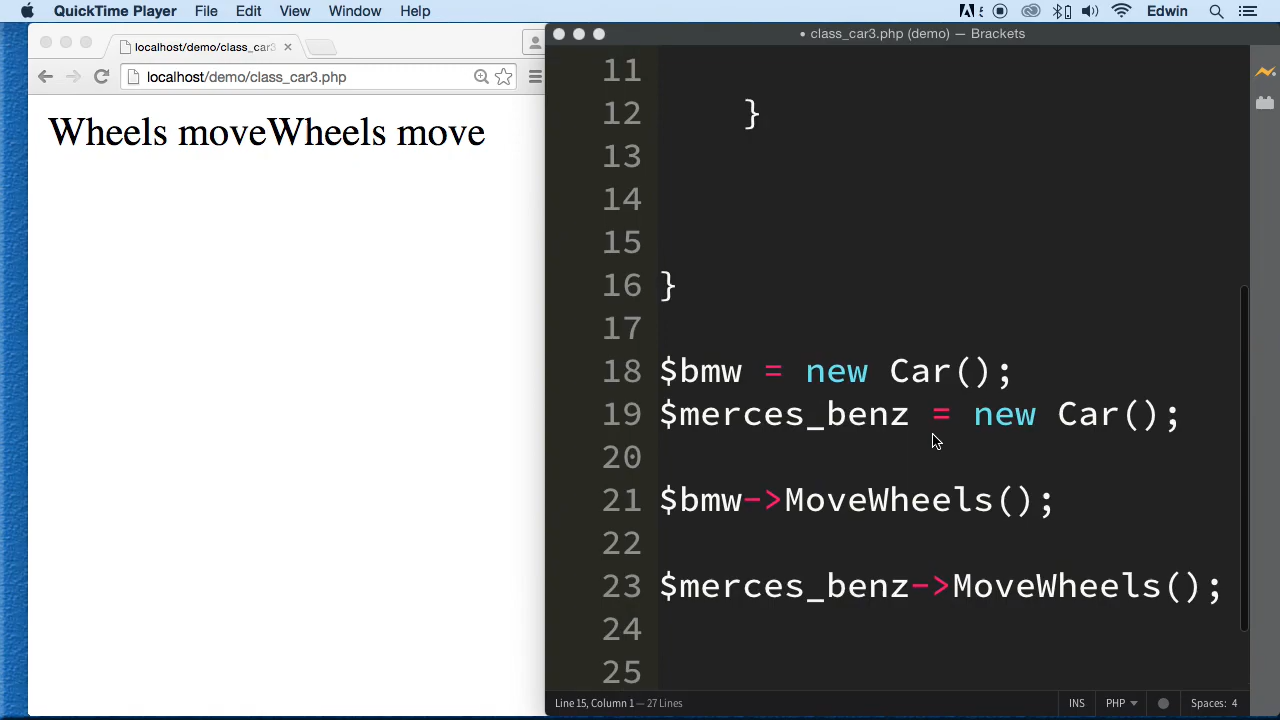 QuickTime Player File Edit View Window Help Edwin
localhost/demo/class_car3
localhost/demo/class_car3.php
Wheels moveWheels move
• class_car3.php (demo) — Brackets
11
12 }
13
14
15
16 }
17
18 $bmw = new Car();
19 $merces_benz = new Car();
20
21 $bmw->MoveWheels();
22
23 $merces_benz->MoveWheels();
24
25
Line 15, Column 1 — 27 Lines INS PHP Spaces: 4